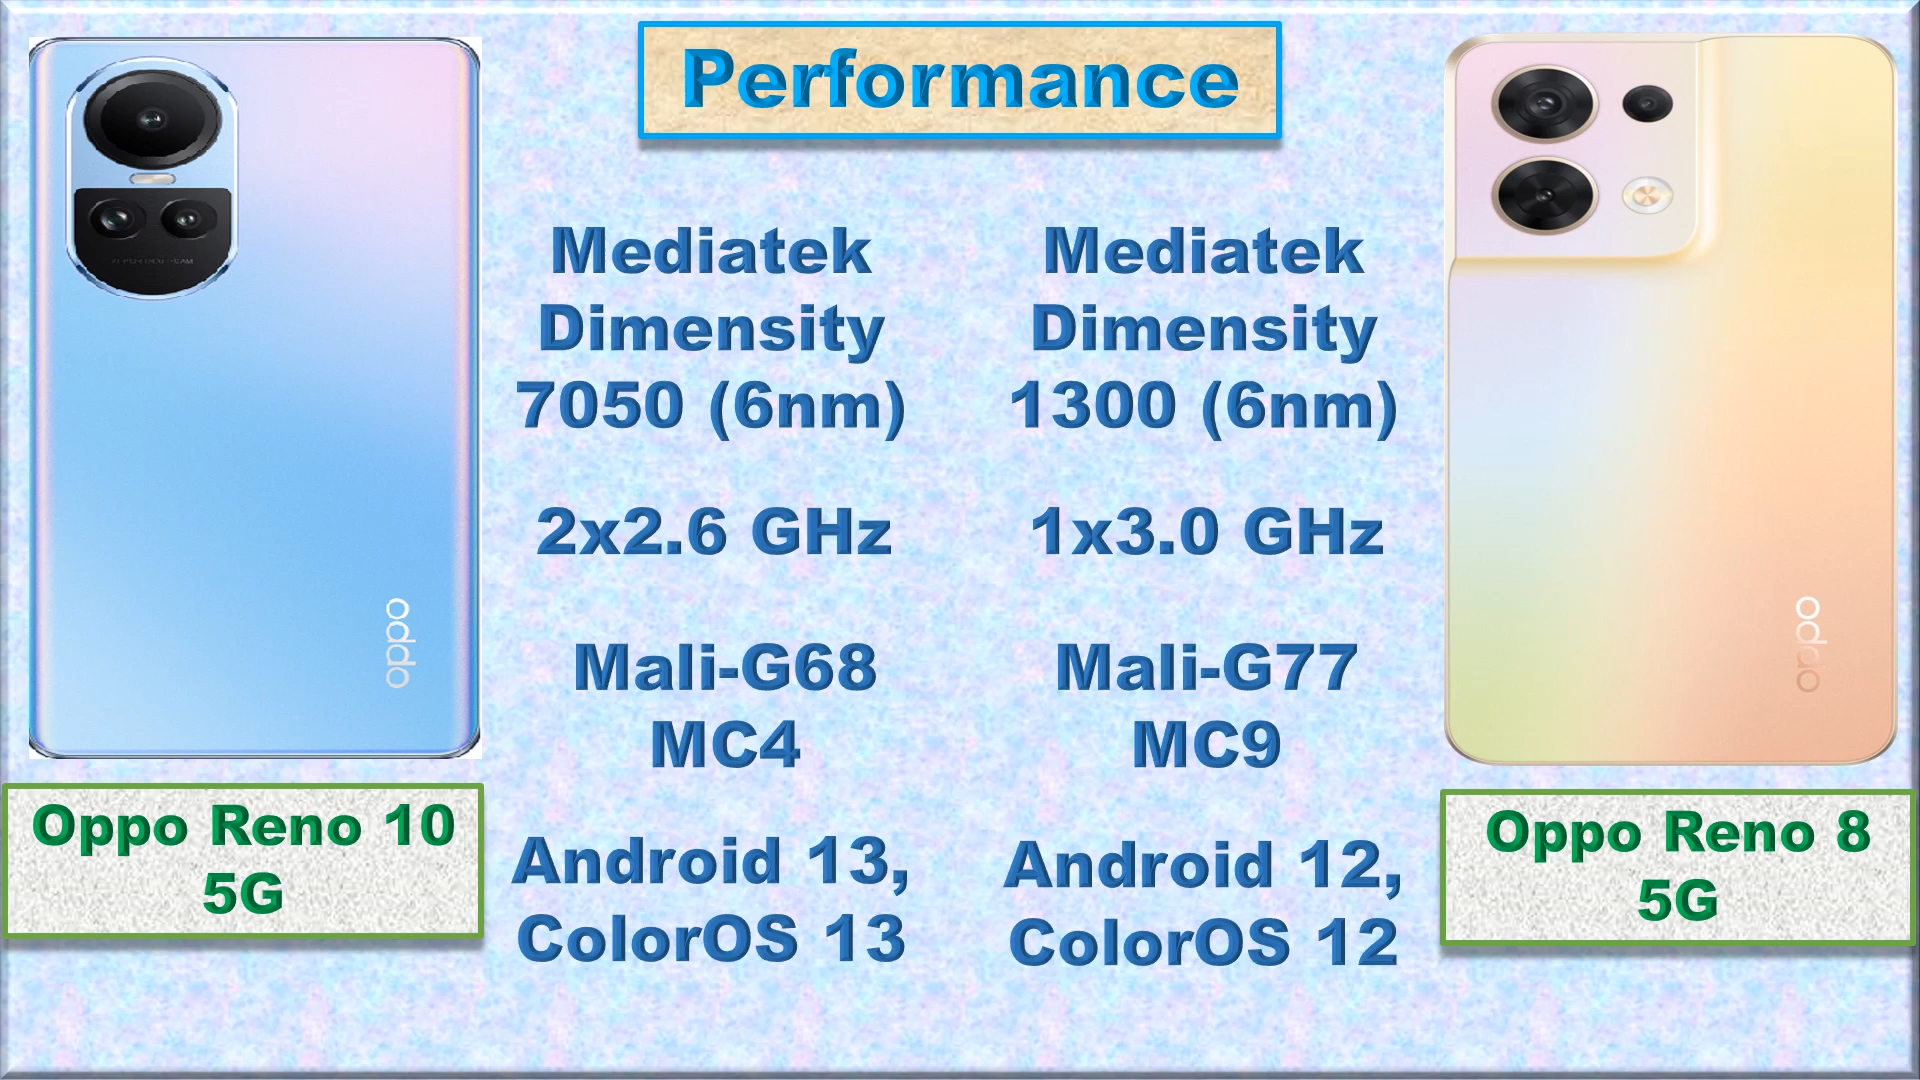 Performance
Mediatek
Dimensity
7050 (6nm)
2x2.6 GHz
Mali-G68
MC4
Android 13,
ColorOS 13
Mediatek
Dimensity
1300 (6nm)
1x3.0 GHz
Mali-G77
MC9
Android 12,
ColorOS 12
oppo
Oppo Reno 10
5G
oppo
Oppo Reno 8
5G